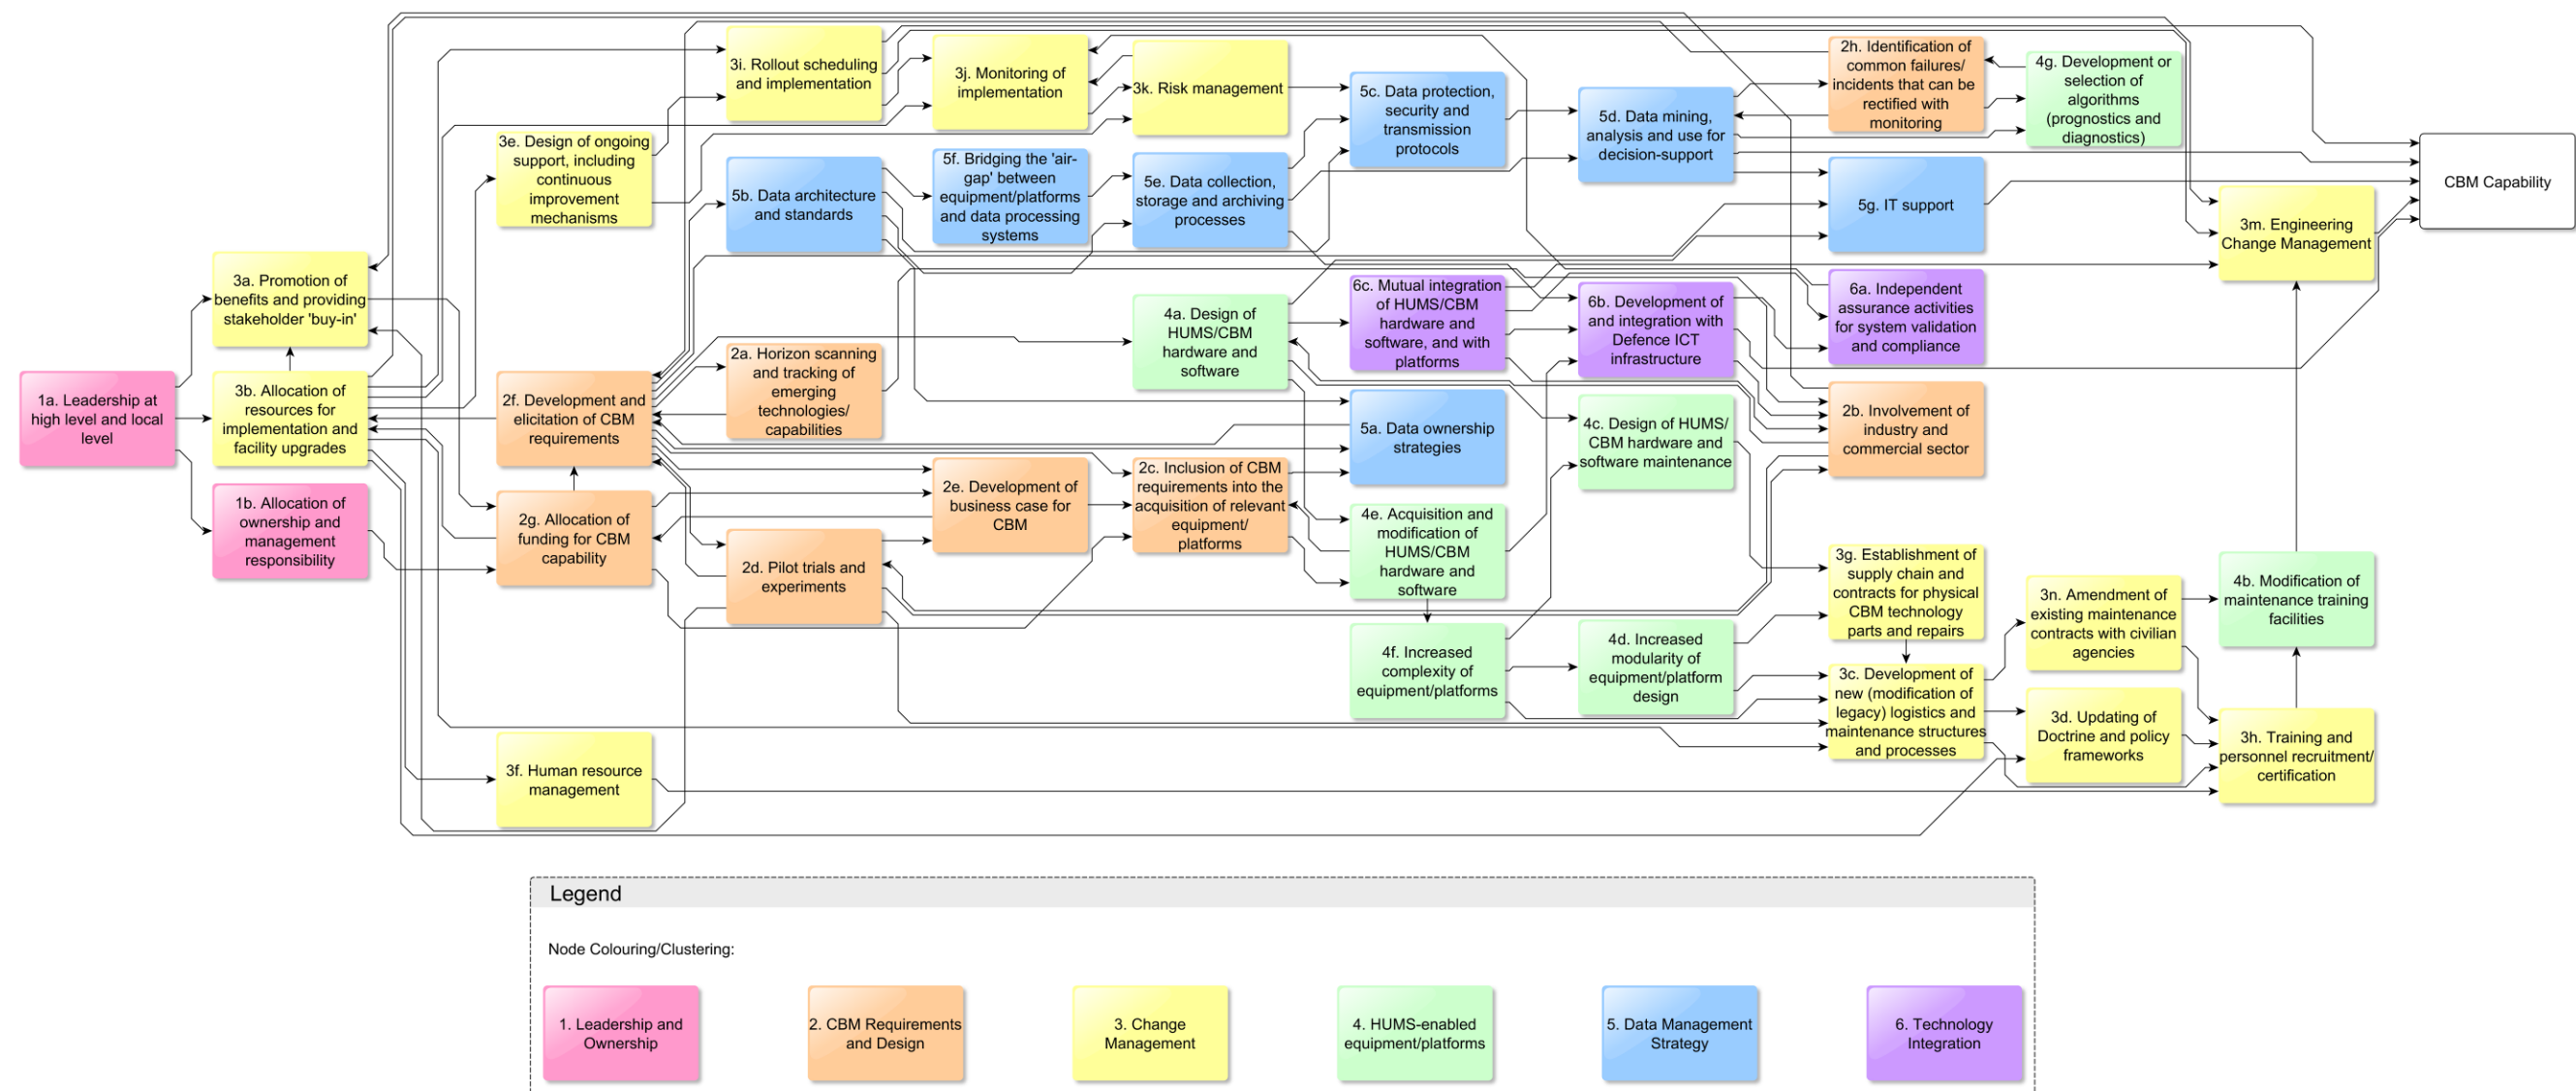 3i. Rollout scheduling
and implementation
3j. Monitoring of
implementation
3k. Risk management
5c. Data protection,
security and
transmission
protocols
5d. Data mining,
analysis and use for
decision-support
2h. Identification of
common failures/
incidents that can be
rectified with
monitoring
4g. Development or
selection of
algorithms
(prognostics and
diagnostics)
CBM Capability
3e. Design of ongoing
support, including
continuous
improvement
mechanisms
5b. Data architecture
and standards
5f. Bridging the 'air-
gap' between
equipment/platforms
and data processing
systems
5e. Data collection,
storage and archiving
processes
5g. IT support
3m. Engineering
Change Management
3a. Promotion of
benefits and providing
stakeholder 'buy-in'
4a. Design of
HUMS/CBM
hardware and
software
6c. Mutual integration
of HUMS/CBM
hardware and
software, and with
platforms
6b. Development of
and integration with
Defence ICT
infrastructure
6a. Independent
assurance activities
for system validation
and compliance
1a. Leadership at
high level and local
level
3b. Allocation of
resources for
implementation and
facility upgrades
2f. Development and
elicitation of CBM
requirements
2a. Horizon scanning
and tracking of
emerging
technologies/
capabilities
5a. Data ownership
strategies
4c. Design of HUMS/
CBM hardware and
software maintenance
2b. Involvement of
industry and
commercial sector
1b. Allocation of
ownership and
management
responsibility
2g. Allocation of
funding for CBM
capability
2e. Development of
business case for
CBM
2c. Inclusion of CBM
requirements into the
acquisition of relevant
equipment/
platforms
2d. Pilot trials and
experiments
4e. Acquisition and
modification of
HUMS/CBM
hardware and
software
3g. Establishment of
supply chain and
contracts for physical
CBM technology
parts and repairs
3n. Amendment of
existing maintenance
contracts with civilian
agencies
4b. Modification of
maintenance training
facilities
4f. Increased
complexity of
equipment/platforms
4d. Increased
modularity of
equipment/platform
design
3c. Development of
new (modification of
legacy) logistics and
maintenance structures
and processes
3d. Updating of
Doctrine and policy
frameworks
3h. Training and
personnel recruitment/
certification
3f. Human resource
management
Legend
Node Colouring/Clustering:
1. Leadership and
Ownership
2. CBM Requirements
and Design
3. Change
Management
4. HUMS-enabled
equipment/platforms
5. Data Management
Strategy
6. Technology
Integration